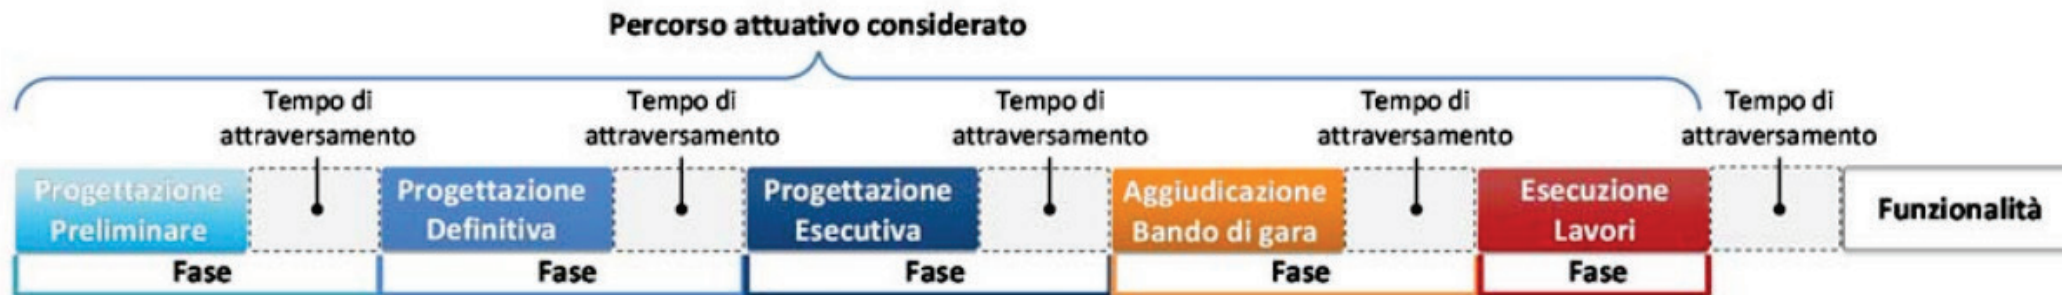 Percorso attuativo considerato
Tempo di
attraversamento
Tempo di
attraversamento
Tempo di
attraversamento
Tempo di
attraversamento
Tempo di
attraversamento
Progettazione
Preliminare
Progettazione
Definitiva
Progettazione
Esecutiva
Aggiudicazione
Bando di gara
Esecuzione
Lavori
Funzionalità
Fase
Fase
Fase
Fase
Fase